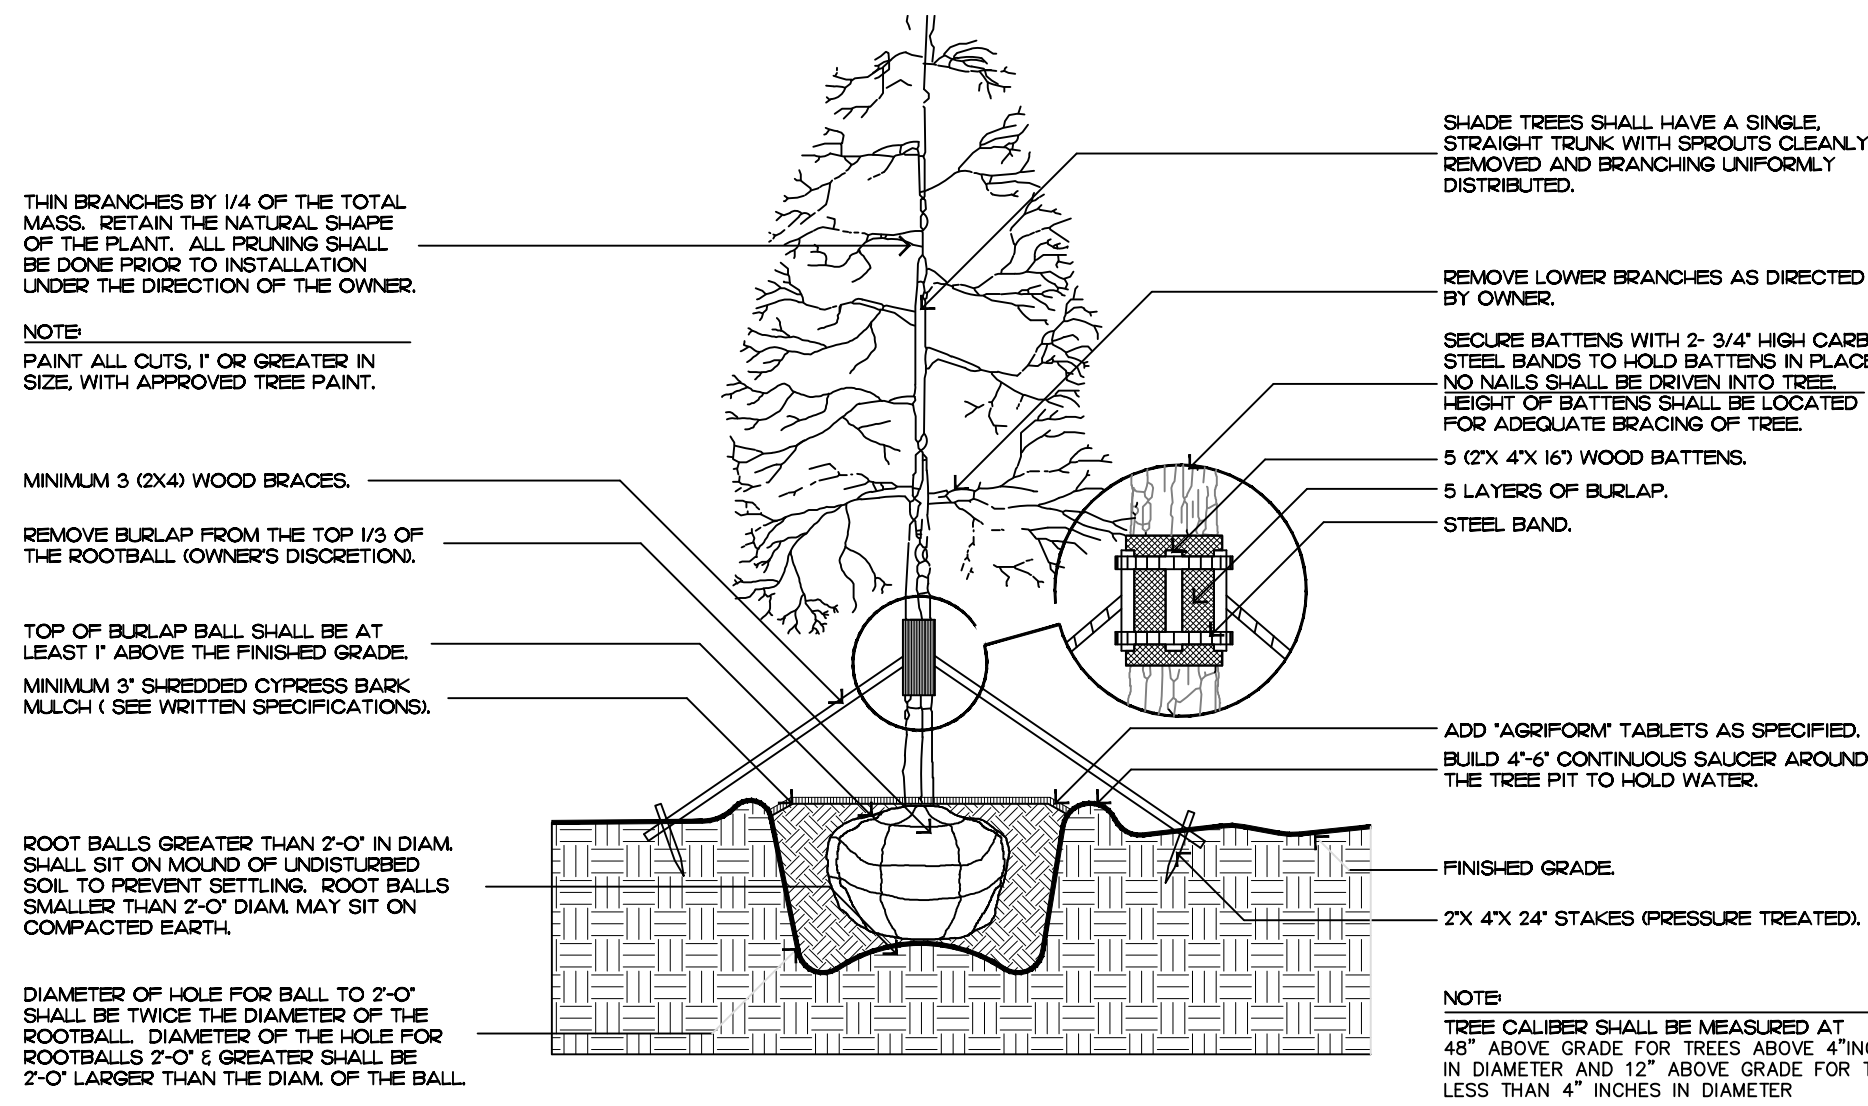 THIN BRANCHES BY 1/4 OF THE TOTAL
MASS. RETAIN THE NATURAL SHAPE
OF THE PLANT. ALL PRUNING SHALL
BE DONE PRIOR TO INSTALLATION
UNDER THE DIRECTION OF THE OWNER.
NOTE:
PAINT ALL CUTS, 1" OR GREATER IN
SIZE, WITH APPROVED TREE PAINT.
MINIMUM 3 (2X4) WOOD BRACES.
REMOVE BURLAP FROM THE TOP 1/3 OF
THE ROOTBALL (OWNER'S DISCRETION).
TOP OF BURLAP BALL SHALL BE AT
LEAST 1" ABOVE THE FINISHED GRADE.
MINIMUM 3" SHREDDED CYPRESS BARK
MULCH ( SEE WRITTEN SPECIFICATIONS).
ROOT BALLS GREATER THAN 2'-0" IN DIAM.
SHALL SIT ON MOUND OF UNDISTURBED
SOIL TO PREVENT SETTLING. ROOT BALLS
SMALLER THAN 2'-0" DIAM. MAY SIT ON
COMPACTED EARTH.
DIAMETER OF HOLE FOR BALL TO 2'-0"
SHALL BE TWICE THE DIAMETER OF THE
ROOTBALL. DIAMETER OF THE HOLE FOR
ROOTBALLS 2'-0" & GREATER SHALL BE
2'-0" LARGER THAN THE DIAM. OF THE BALL.
SHADE TREES SHALL HAVE A SINGLE,
STRAIGHT TRUNK WITH SPROUTS CLEANLY
REMOVED AND BRANCHING UNIFORMLY
DISTRIBUTED.
REMOVE LOWER BRANCHES AS DIRECTED
BY OWNER.
SECURE BATTENS WITH 2- 3/4" HIGH CARB
STEEL BANDS TO HOLD BATTENS IN PLACE
NO NAILS SHALL BE DRIVEN INTO TREE.
HEIGHT OF BATTENS SHALL BE LOCATED
FOR ADEQUATE BRACING OF TREE.
5 (2"X 4"X 16") WOOD BATTENS.
5 LAYERS OF BURLAP.
STEEL BAND.
ADD "AGRIFORM" TABLETS AS SPECIFIED.
BUILD 4"-6" CONTINUOUS SAUCER AROUND
THE TREE PIT TO HOLD WATER.
FINISHED GRADE.
2"X 4"X 24" STAKES (PRESSURE TREATED).
NOTE:
TREE CALIBER SHALL BE MEASURED AT
48” ABOVE GRADE FOR TREES ABOVE 4”INC
IN DIAMETER AND 12” ABOVE GRADE FOR T
LESS THAN 4” INCHES IN DIAMETER